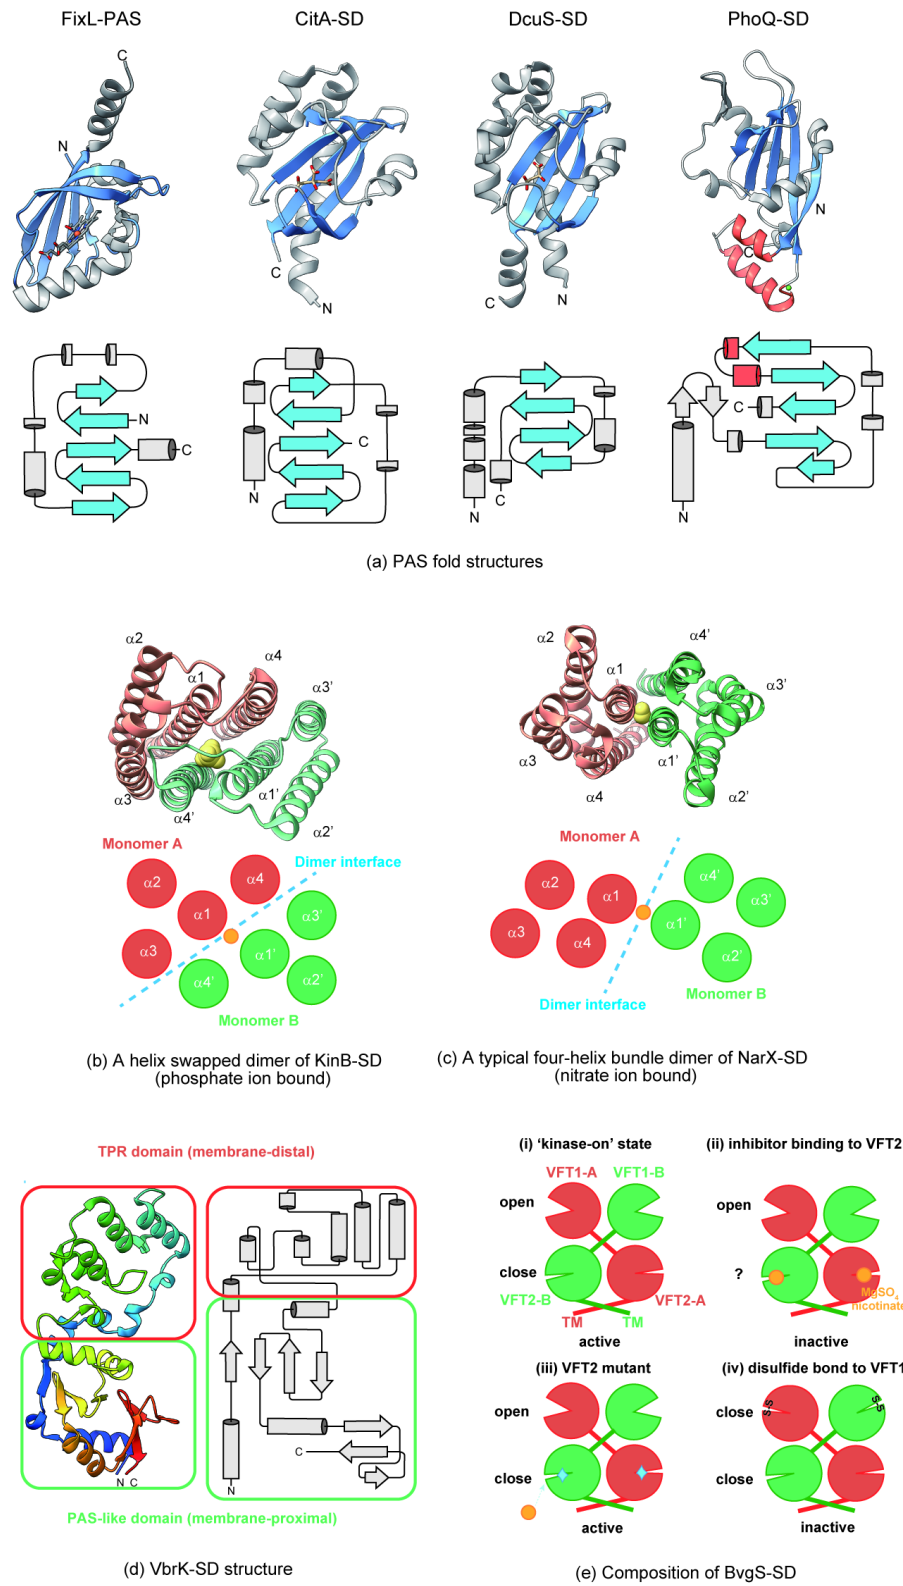 FixL-PAS CitA-SD DcuS-SD PhoQ-SD
C
N
N
C
N
C
N
N
C
N
C
N
C
N
C
N
C
N
(a) PAS fold structures
α2
α1
α4
α3'
α3
α4'
α1'
α2'
α2
α1
α4'
α3'
α3
α4
α1'
α2'
Monomer A
Dimer interface
α2
α4
α1
α3'
α3
α1'
α4'
α2'
Monomer B
Monomer A
α2
α1
α4'
α3'
α3
α4
α1'
α2'
Dimer interface
Monomer B
(b) A helix swapped dimer of KinB-SD
(phosphate ion bound)
(c) A typical four-helix bundle dimer of NarX-SD
(nitrate ion bound)
TPR domain (membrane-distal)
N C
C
N
PAS-like domain (membrane-proximal)
(d) VbrK-SD structure
(i) 'kinase-on' state
VFT1-A VFT1-B
open
close
VFT2-B VFT2-A
TM TM
active
(ii) inhibitor binding to VFT2
open
?
MgSO4
nicotinate
inactive
(iii) VFT2 mutant
open
close
active
(iv) disulfide bond to VFT1
close
S-S
S-S
close
inactive
(e) Composition of BvgS-SD